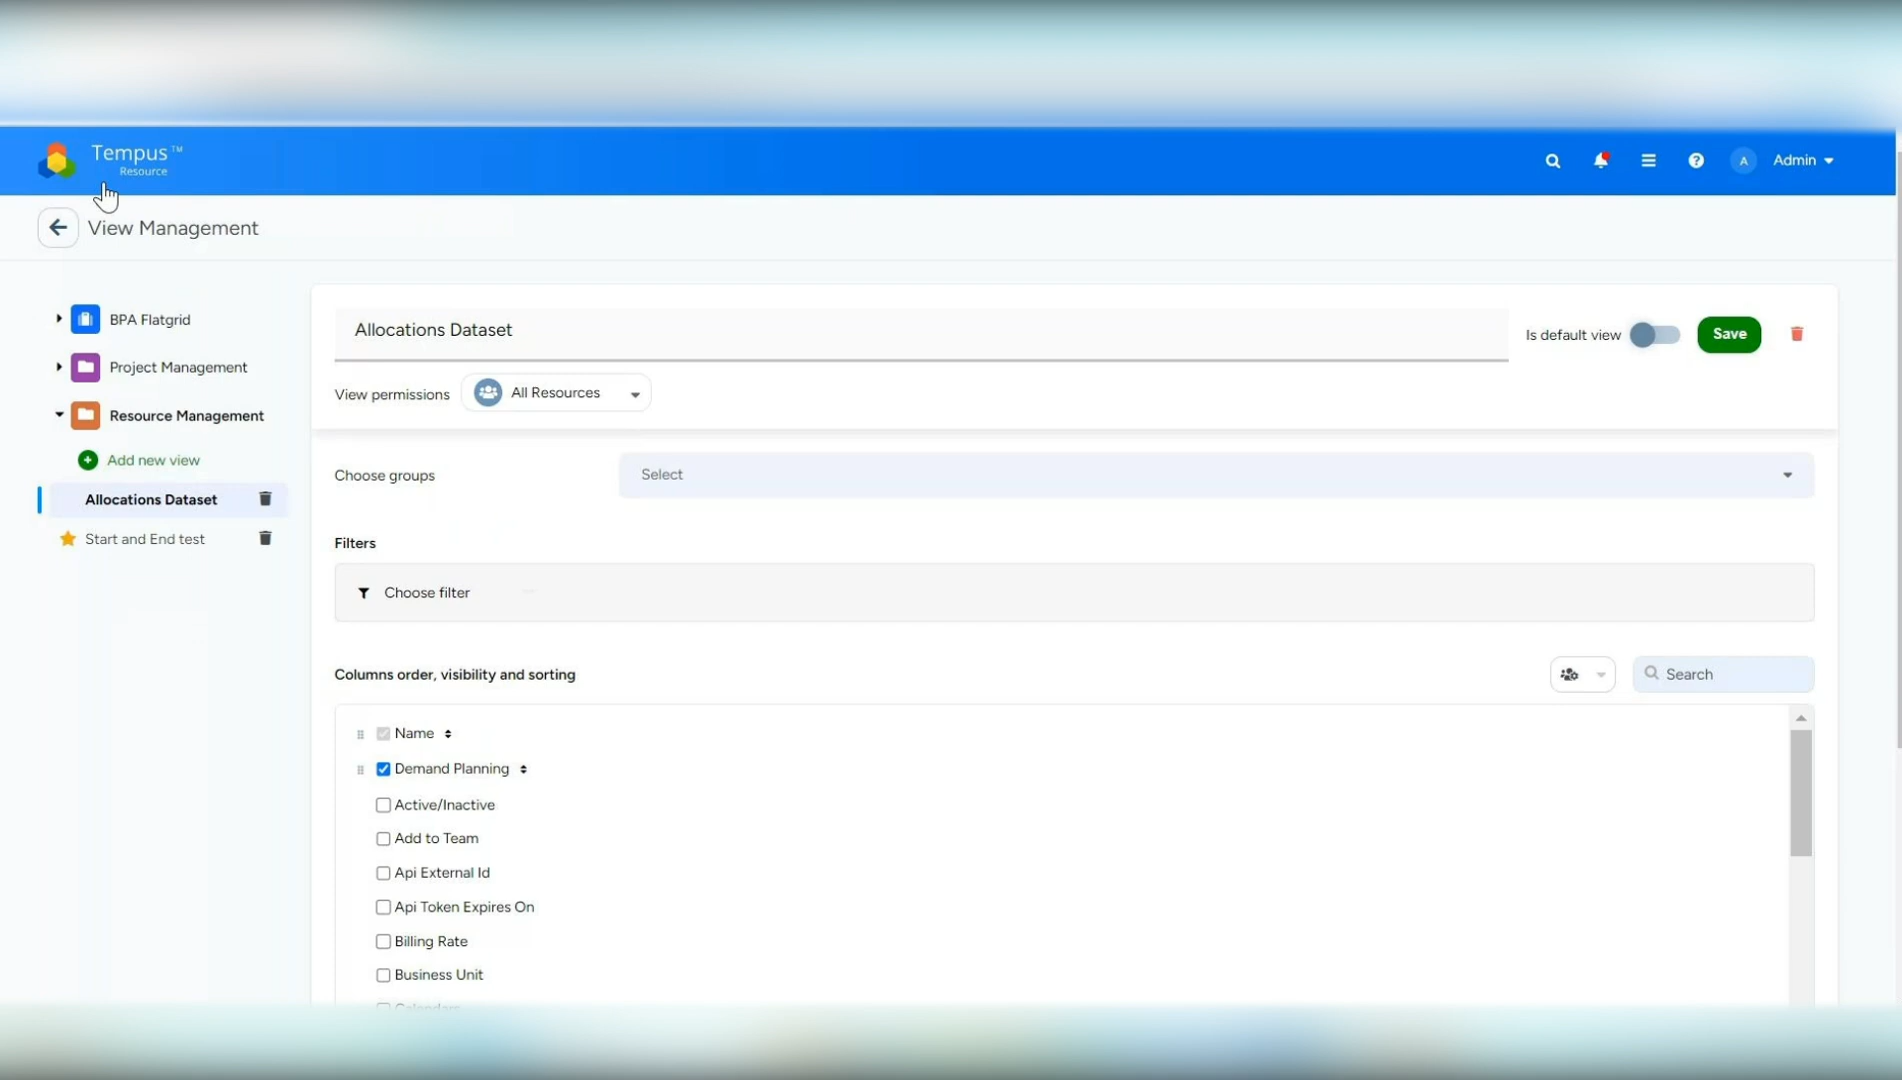 Tempus™
Resource
A
Admin
View Management
BPA Flatgrid
Project Management
Resource Management
Add new view
Allocations Dataset
Start and End test
Allocations Dataset
Is default view
Save
View permissions
All Resources
Choose groups
Select
Filters
Choose filter
Columns order, visibility and sorting
Search
Name
Demand Planning
Active/Inactive
Add to Team
Api External Id
Api Token Expires On
Billing Rate
Business Unit